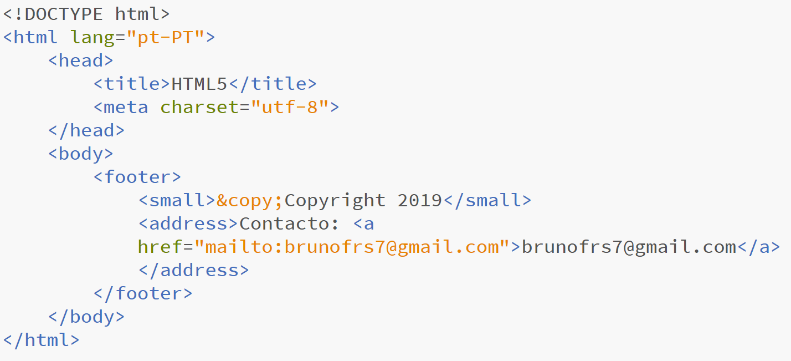 <!DOCTYPE html>
<html lang="pt-PT">
    <head>
        <title>HTML5</title>
        <meta charset="utf-8">
    </head>
    <body>
        <footer>
            <small>&copy;Copyright 2019</small>
            <address>Contacto: <a
            href="mailto:brunofrs7@gmail.com">brunofrs7@gmail.com</a>
            </address>
        </footer>
    </body>
</html>